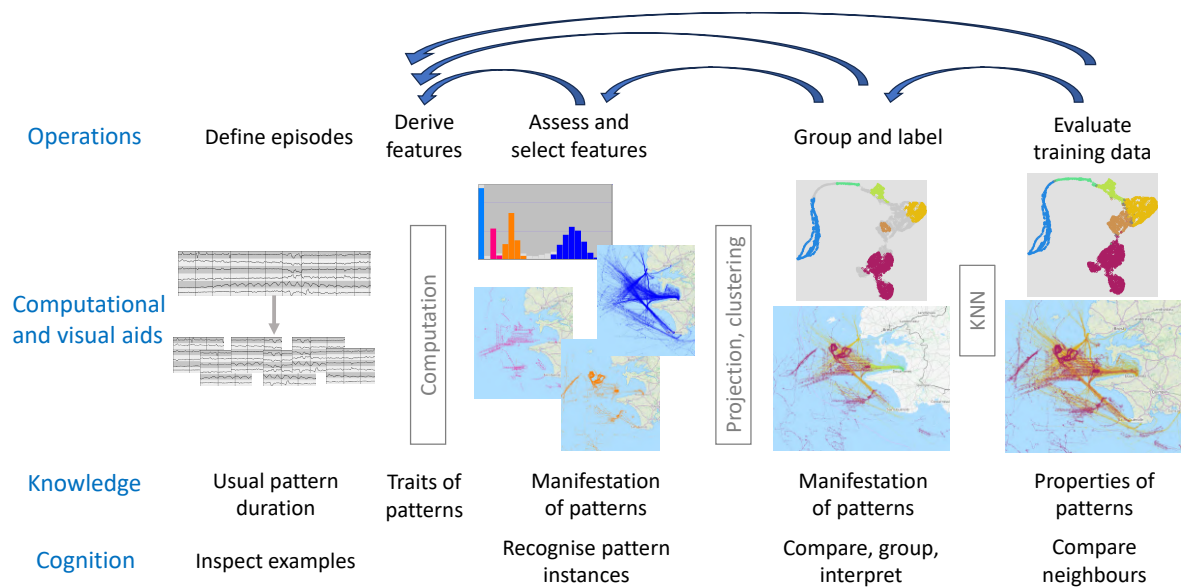 Operations
Define episodes
Derive
features
Assess and
select features
Group and label
Evaluate
training data
Computational
and visual aids
Computation
Projection, clustering
KNN
Knowledge
Usual pattern
duration
Traits of
patterns
Manifestation
of patterns
Manifestation
of patterns
Properties of
patterns
Cognition
Inspect examples
Recognise pattern
instances
Compare, group,
interpret
Compare
neighbours